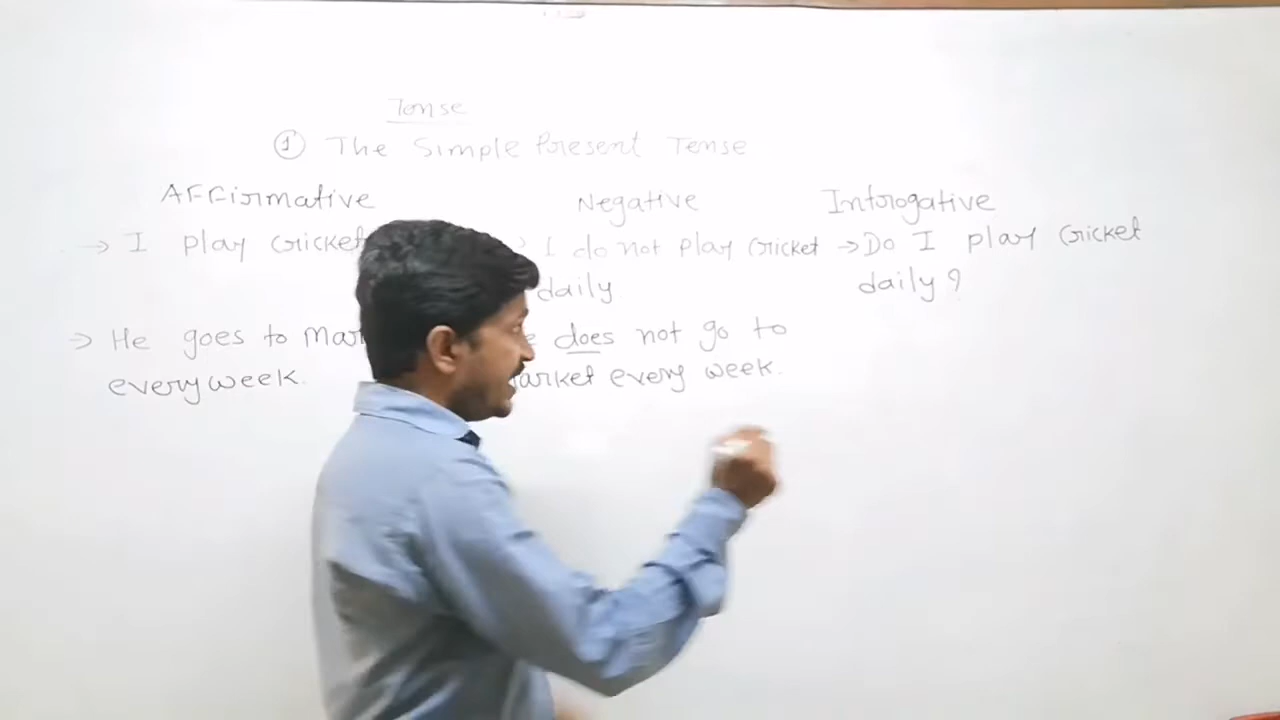 Tense
① The Simple Present Tense
Affirmative Negative Introgative
→ I play cricket I do not play cricket → Do I play cricket
daily daily?
→ He goes to does not go to
every week. every week.